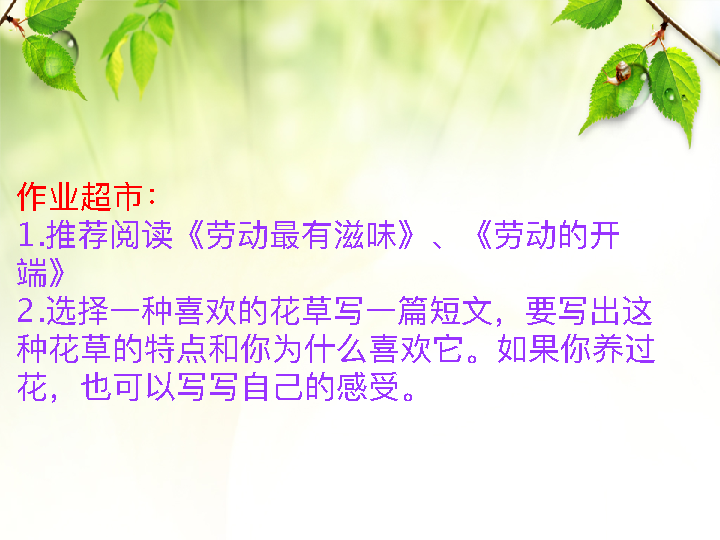 作业超市：
1.推荐阅读《劳动最有滋味》、《劳动的开
端》
2.选择一种喜欢的花草写一篇短文，要写出这
种花草的特点和你为什么喜欢它。如果你养过
花，也可以写写自己的感受。